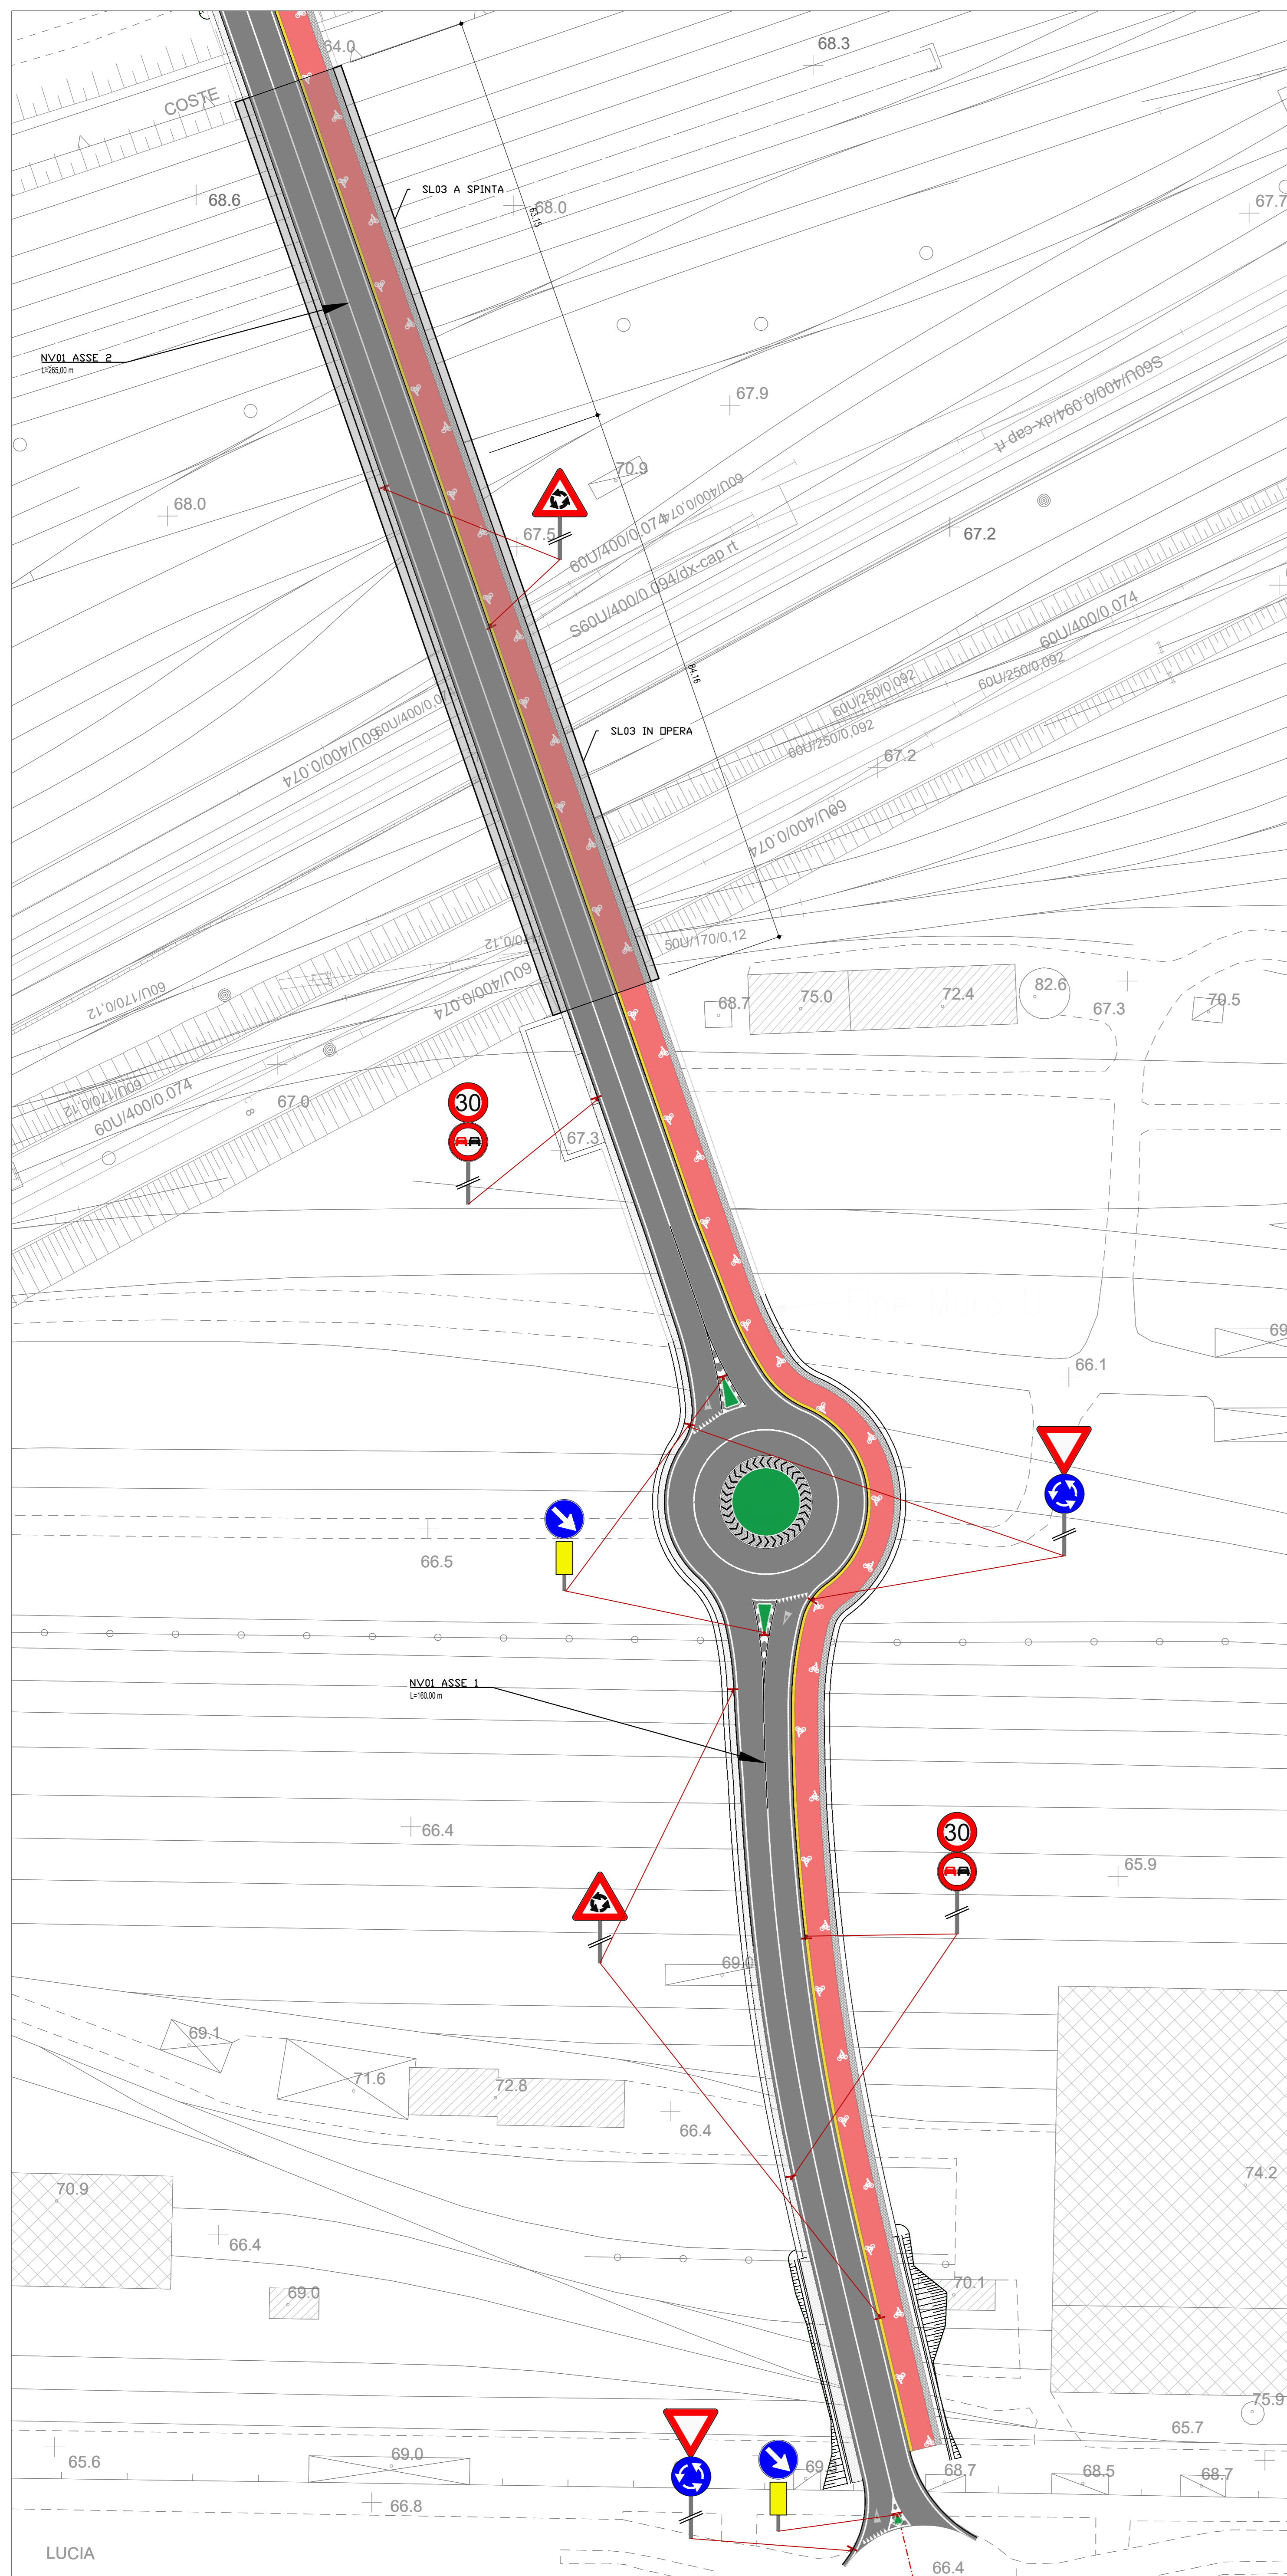 64.0
68.3
COSTE
68.6
SL03 A SPINTA
68.0
67.7
63,15
NV01 ASSE 2
L=265,00 m
67.9
S60U/400/0.094/dx-cap rt
70.9
60U/400/0,074
68.0
67.5
60U/400/0.074
67.2
S60U/400/0.094/dx-cap rt
60U/400/0.074
84,16
60U/250/0,092
60U/250/0,092
SL03 IN OPERA
60U/250/0,092
67.2
60U/400/0.074
60U/400/0.074
50U/170/0,12
60U/400/0.074
60U/170/0,12
68.7
75.0
72.4
82.6
67.3
70.5
60U/170/0,12
60U/400/0.074
67.0
30
67.3
66.1
66.5
NV01 ASSE 1
L=160,00 m
66.4
30
65.9
69.0
69.1
71.6
72.8
66.4
70.9
74.2
66.4
69.0
70.1
75.9
65.7
65.6
69.0
68.7
68.5
68.7
66.8
LUCIA
66.4